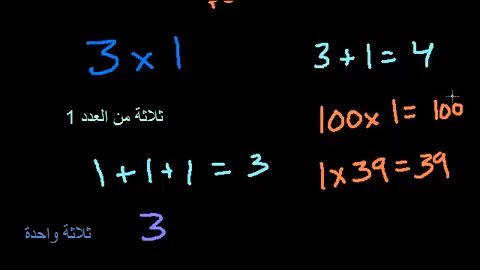 3 x 1
ثلاثة من العدد 1
1 + 1 + 1 = 3
ثلاثة واحدة
3
3 + 1 = 4
100 x 1 = 100
1 x 39 = 39